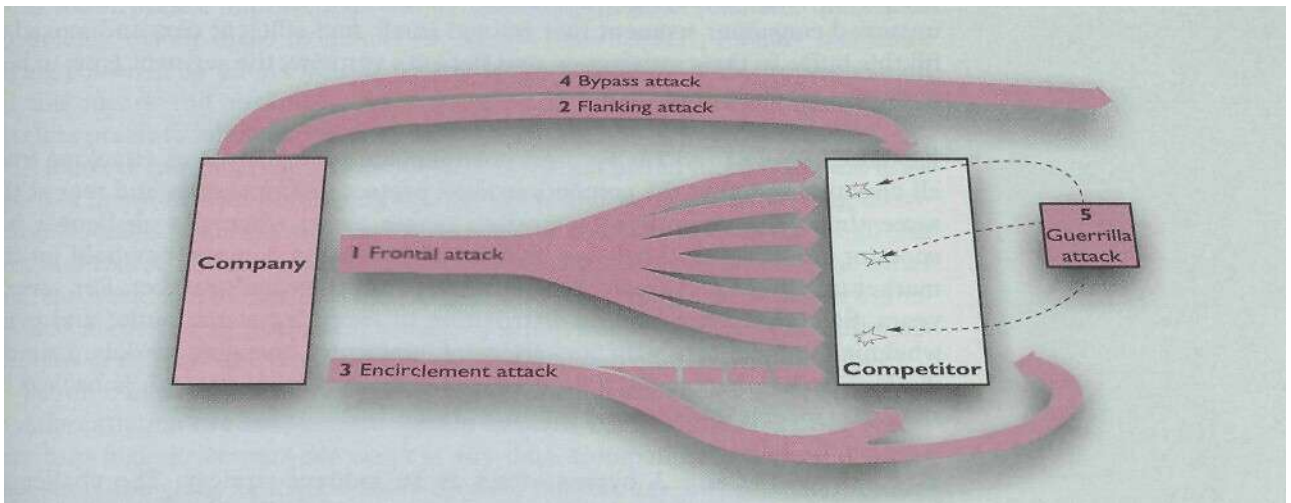 4 Bypass attack
2 Flanking attack
Company
1 Frontal attack
5
Guerrilla
attack
3 Encirclement attack
Competitor